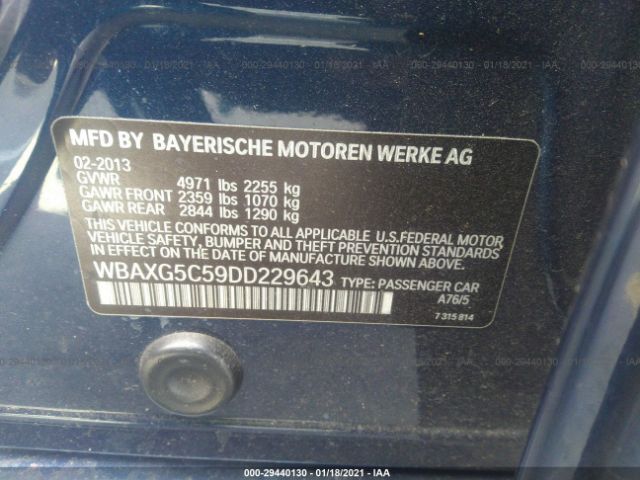 000-29440130 - 01/18/2021 - IAA
MFD BY BAYERISCHE MOTOREN WERKE AG
02-2013
GVWR 4971 lbs 2255 kg
GAWR FRONT 2359 lbs 1070 kg
GAWR REAR 2844 lbs 1290 kg
THIS VEHICLE CONFORMS TO ALL APPLICABLE U.S.FEDERAL MOTOR
VEHICLE SAFETY, BUMPER AND THEFT PREVENTION STANDARDS
IN EFFECT ON THE DATE OF MANUFACTURE SHOWN ABOVE.
WBAXG5C59DD229643 TYPE: PASSENGER CAR
A76/5
7 315 814
000-29440130 - 01/18/2021 - IAA